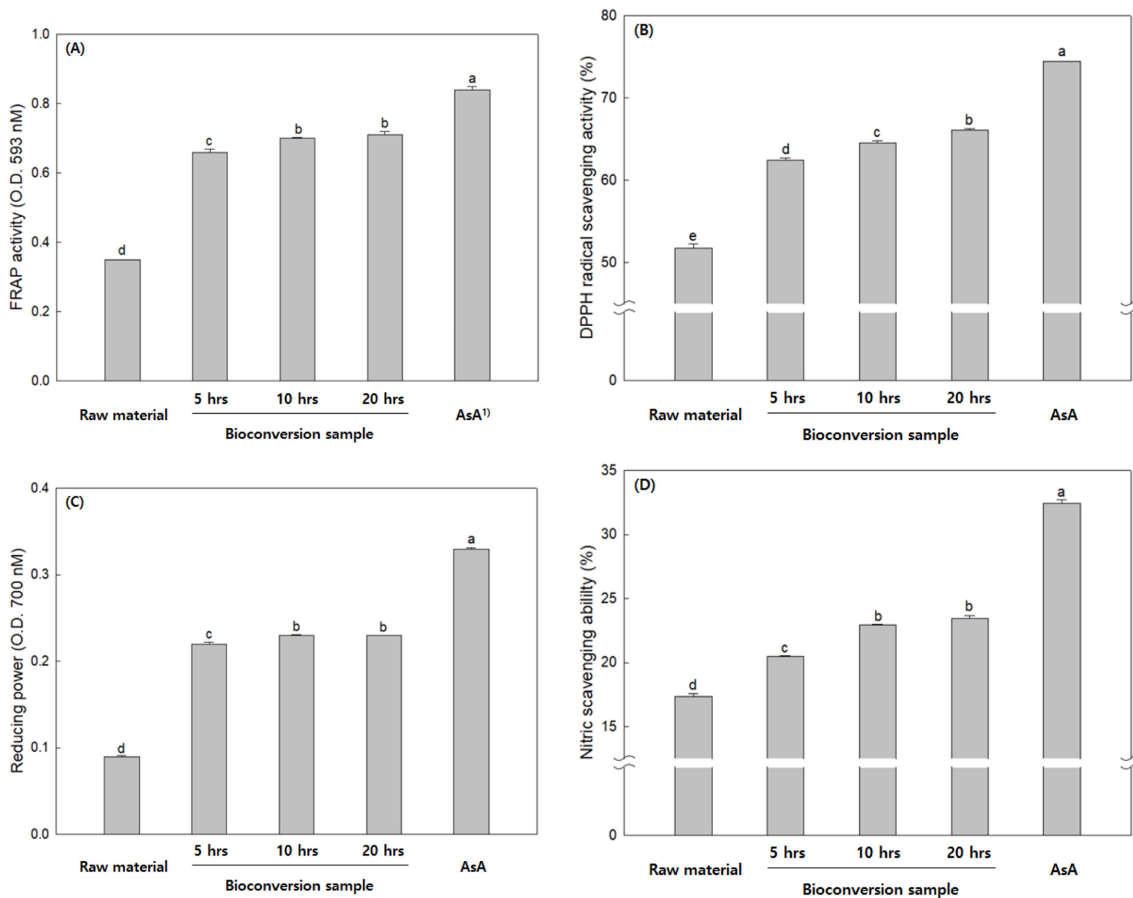 (A)
FRAP activity (O.D. 593 nM)
1.0
0.8
0.6
0.4
0.2
0.0
d
c
b
b
a
5 hrs 10 hrs 20 hrs
Raw material AsA¹⁾
Bioconversion sample
(B)
DPPH radical scavenging activity (%)
80
70
60
50
0
e
d
c
b
a
5 hrs 10 hrs 20 hrs
Raw material AsA
Bioconversion sample
(C)
Reducing power (O.D. 700 nM)
0.4
0.3
0.2
0.1
0.0
d
c
b
b
a
5 hrs 10 hrs 20 hrs
Raw material AsA
Bioconversion sample
(D)
Nitric scavenging abilility (%)
35
30
25
20
15
0
d
c
b
b
a
5 hrs 10 hrs 20 hrs
Raw material AsA
Bioconversion sample